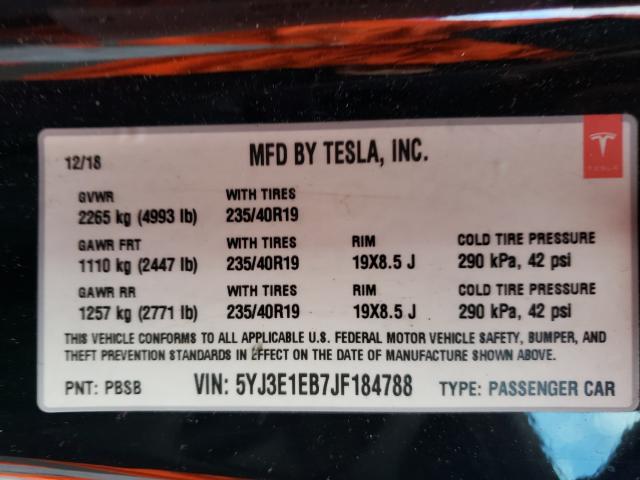 12/18 MFD BY TESLA, INC.
TESLA
GVWR WITH TIRES
2265 kg (4993 lb) 235/40R19
GAWR FRT WITH TIRES RIM COLD TIRE PRESSURE
1110 kg (2447 lb) 235/40R19 19X8.5 J 290 kPa, 42 psi
GAWR RR WITH TIRES RIM COLD TIRE PRESSURE
1257 kg (2771 lb) 235/40R19 19X8.5 J 290 kPa, 42 psi
THIS VEHICLE CONFORMS TO ALL APPLICABLE U.S. FEDERAL MOTOR VEHICLE SAFETY, BUMPER, AND
THEFT PREVENTION STANDARDS IN EFFECT ON THE DATE OF MANUFACTURE SHOWN ABOVE.
PNT: PBSB VIN: 5YJ3E1EB7JF184788 TYPE: PASSENGER CAR